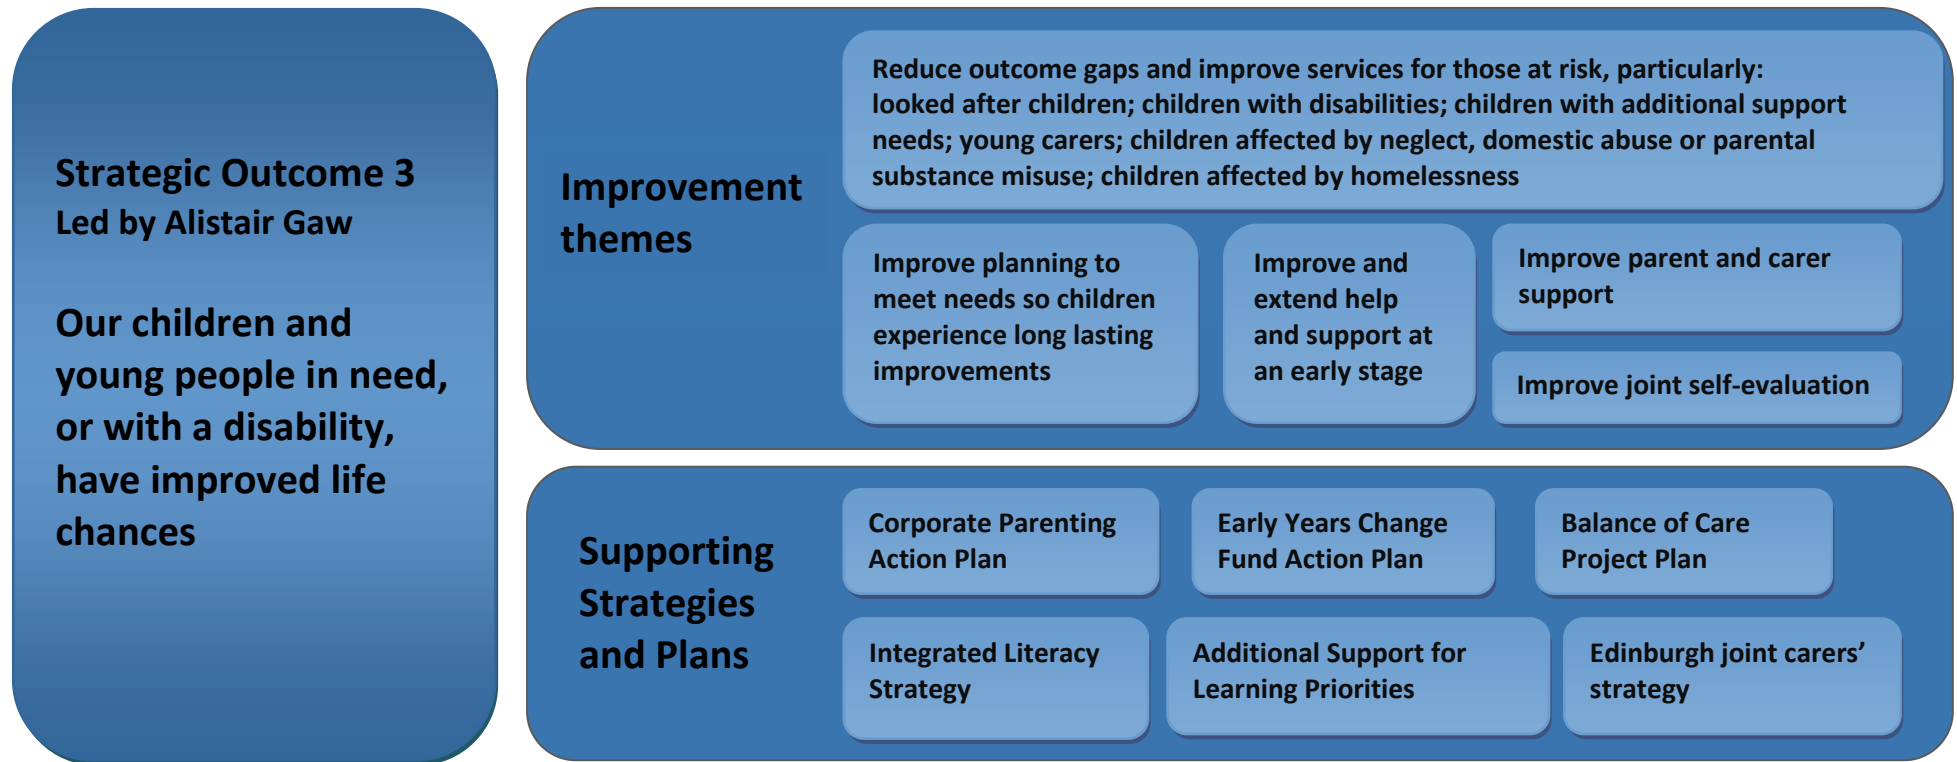 Strategic Outcome 3
Led by Alistair Gaw
Our children and
young people in need,
or with a disability,
have improved life
chances
Improvement
themes
Reduce outcome gaps and improve services for those at risk, particularly:
looked after children; children with disabilities; children with additional support
needs; young carers; children affected by neglect, domestic abuse or parental
substance misuse; children affected by homelessness
Improve planning to
meet needs so children
experience long lasting
improvements
Improve and
extend help
and support at
an early stage
Improve parent and carer
support
Improve joint self-evaluation
Supporting
Strategies
and Plans
Corporate Parenting
Action Plan
Early Years Change
Fund Action Plan
Balance of Care
Project Plan
Integrated Literacy
Strategy
Additional Support for
Learning Priorities
Edinburgh joint carers’
strategy